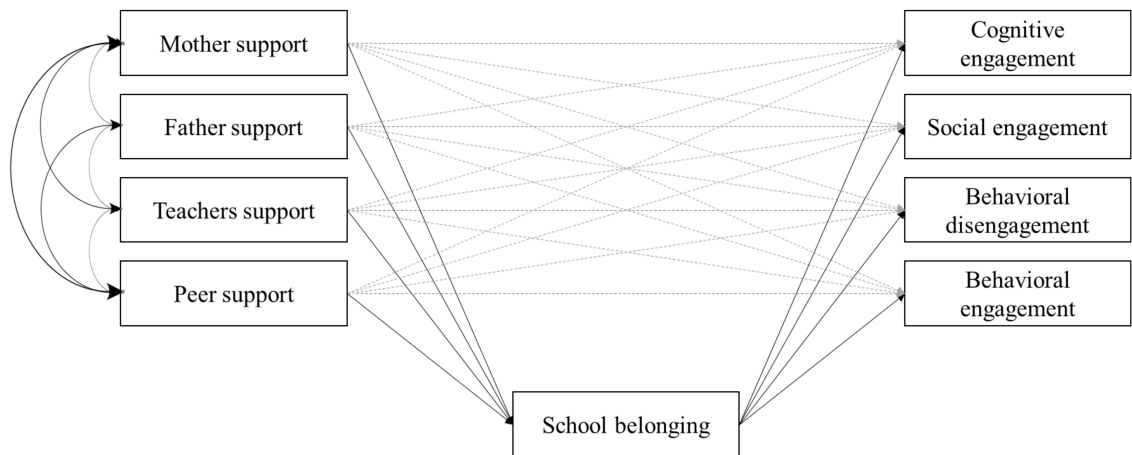 Mother support
Cognitive
engagement
Father support
Social engagement
Teachers support
Behavioral
disengagement
Peer support
Behavioral
engagement
School belonging